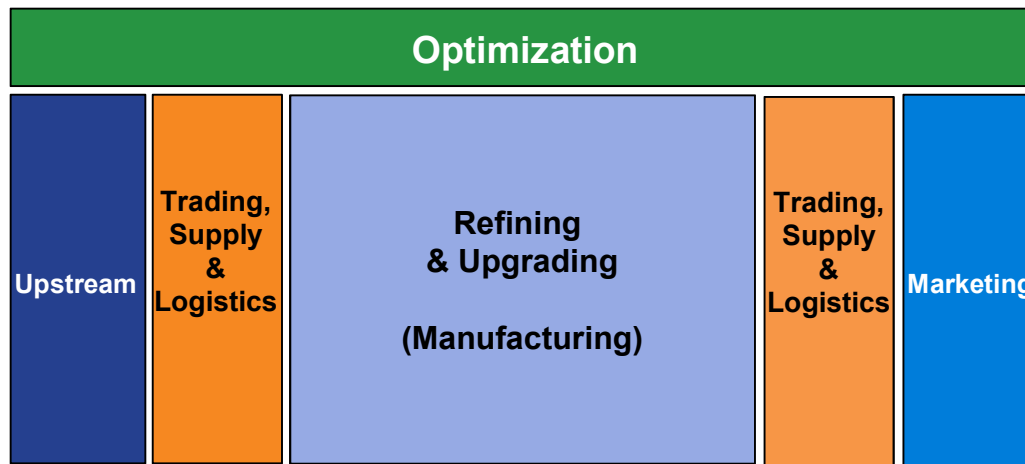 Optimization
Upstream
Trading,
Supply
&
Logistics
Refining
& Upgrading
(Manufacturing)
Trading,
Supply
&
Logistics
Marketing